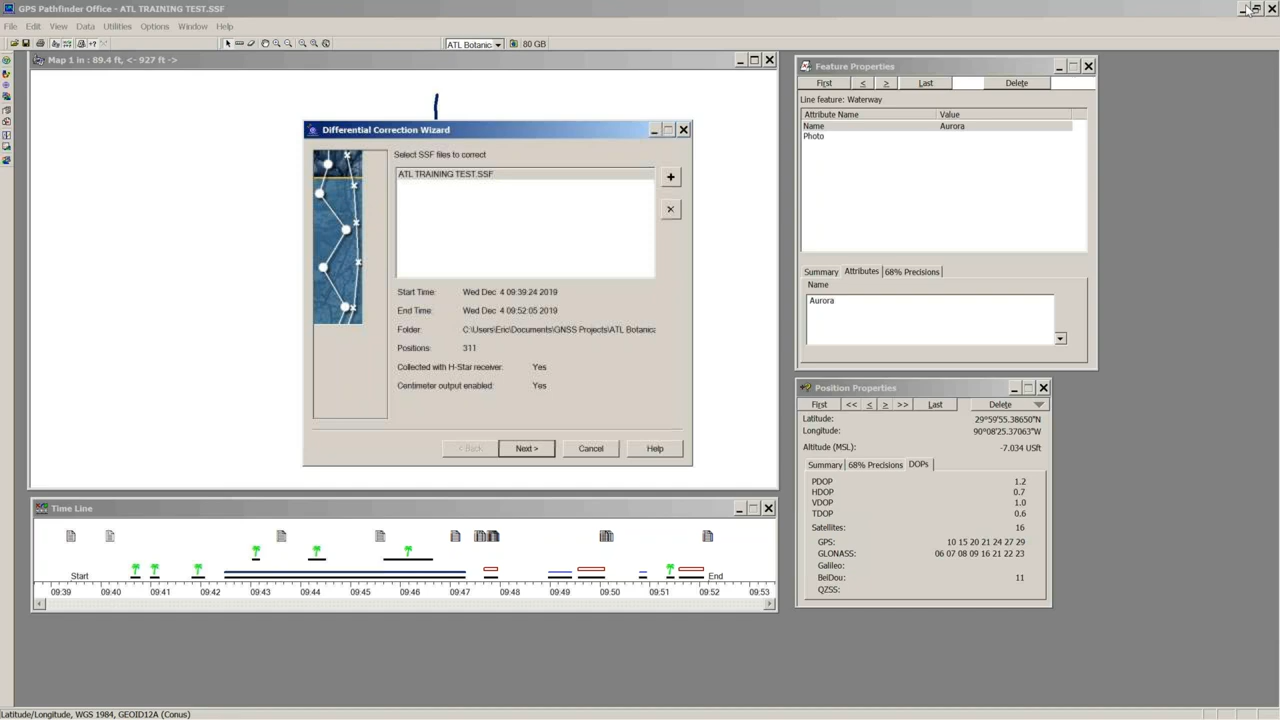 GPS Pathfinder Office - ATL TRAINING TEST.SSF
File Edit View Data Utilities Options Window Help
ATL Botanic 80 GB
Map 1 in : 89.4 ft, <- 927 ft ->
Differential Correction Wizard
Select SSF files to correct
ATL TRAINING TEST.SSF
Start Time: Wed Dec 4 09:39:24 2019
End Time: Wed Dec 4 09:52:05 2019
Folder: C:\Users\Eric\Documents\GNSS Projects\ATL Botanica
Positions: 311
Collected with H-Star receiver: Yes
Centimeter output enabled: Yes
< Back Next > Cancel Help
Feature Properties
First < > Last Delete
Line feature: Waterway
Attribute Name Value
Name Aurora
Photo
Summary Attributes 68% Precisions
Name
Aurora
Position Properties
First << < > >> Last Delete
Latitude: 29°59'55.38650"N
Longitude: 90°08'25.37063"W
Altitude (MSL): -7.034 USft
Summary 68% Precisions DOPs
PDOP 1.2
HDOP 0.7
VDOP 1.0
TDOP 0.6
Satellites: 16
GPS: 10 15 20 21 24 27 29
GLONASS: 06 07 08 09 16 21 22 23
Galileo:
BeiDou: 11
QZSS:
Time Line
Start End
09:39 09:40 09:41 09:42 09:43 09:44 09:45 09:46 09:47 09:48 09:49 09:50 09:51 09:52 09:53
Latitude/Longitude, WGS 1984, GEOID12A (Conus)